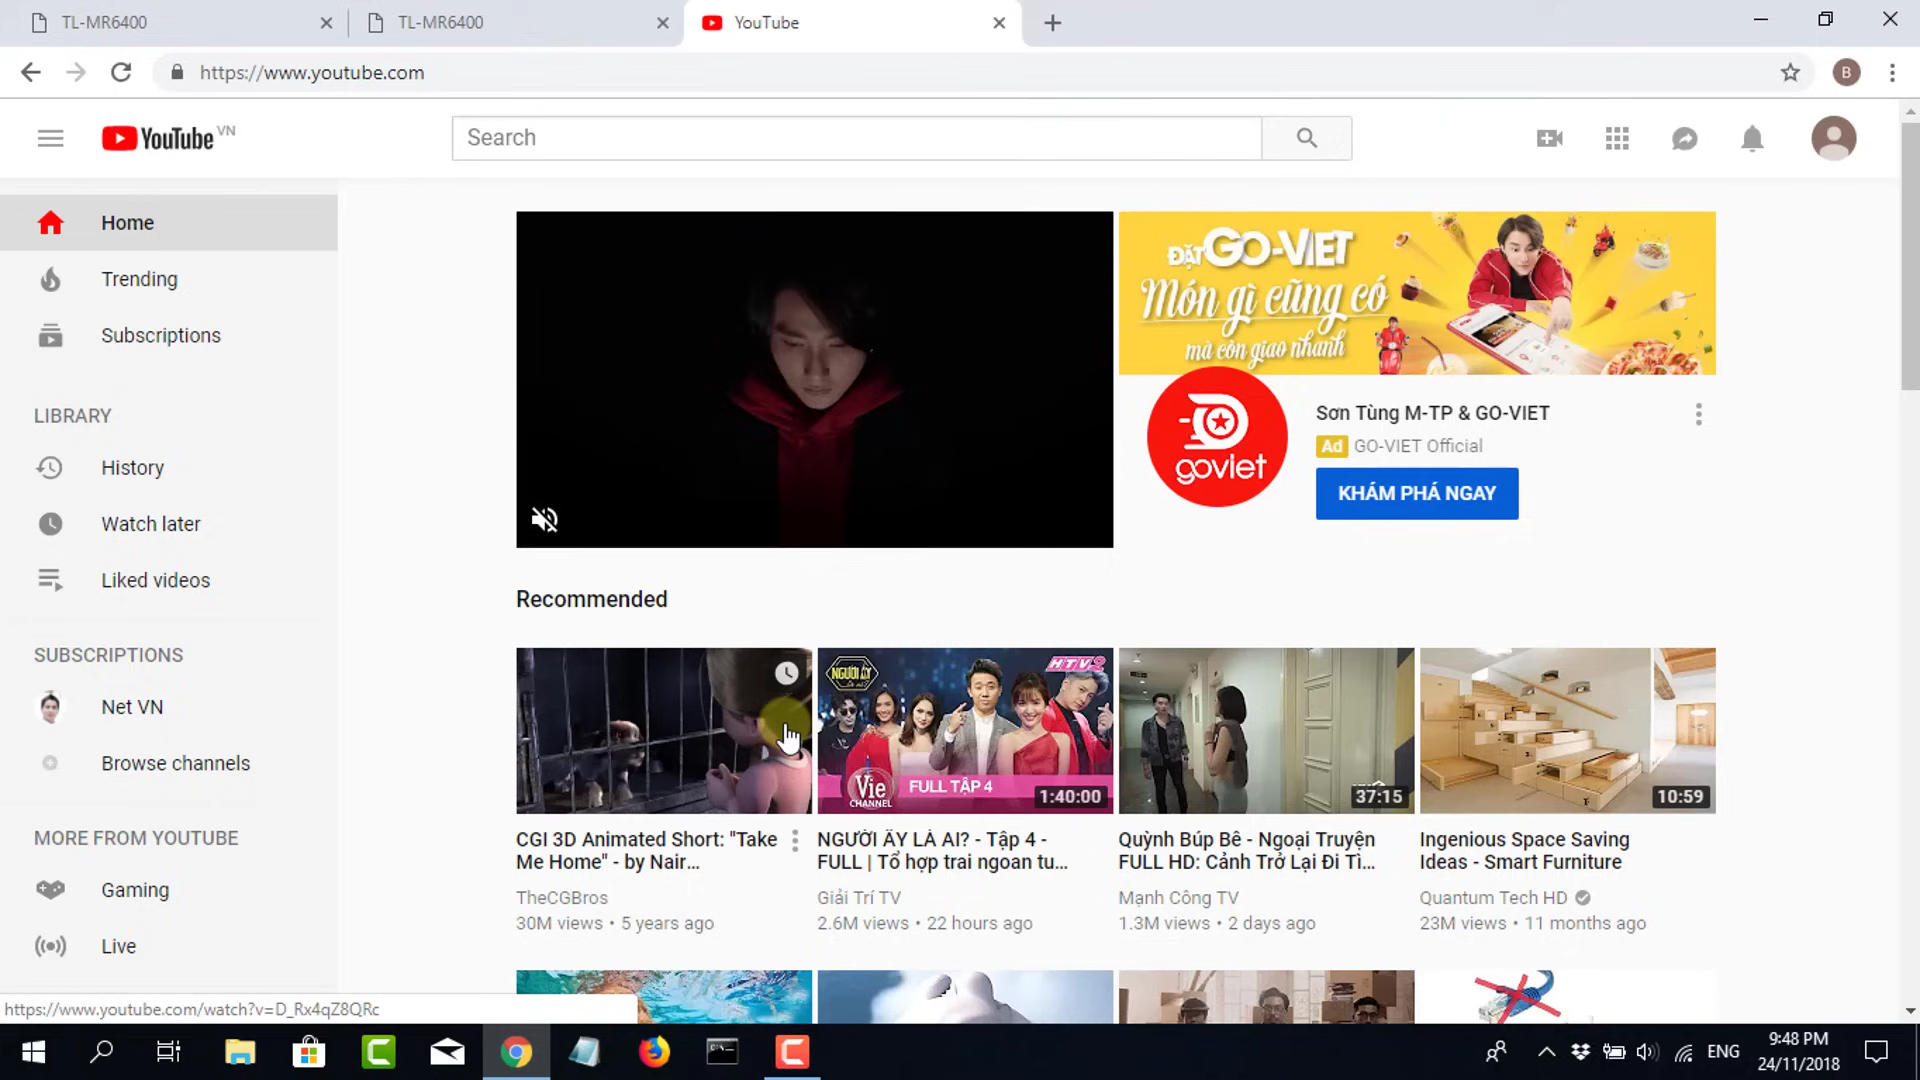 TL-MR6400
TL-MR6400
YouTube
https://www.youtube.com
B
YouTube VN
Search
Home
Trending
Subscriptions
LIBRARY
History
Watch later
Liked videos
SUBSCRIPTIONS
Net VN
Browse channels
MORE FROM YOUTUBE
Gaming
Live
ĐẶT GO-VIET
Món gì cũng có
mà còn giao nhanh
goviet
Sơn Tùng M-TP & GO-VIET
Ad GO-VIET Official
KHÁM PHÁ NGAY
Recommended
NGƯỜI ẤY
HTV2
Vie
CHANNEL
FULL TẬP 4
1:40:00
37:15
10:59
CGI 3D Animated Short: "Take
Me Home" - by Nair...
TheCGBros
30M views • 5 years ago
NGƯỜI ẤY LÀ AI? - Tập 4 -
FULL | Tổ hợp trai ngoan tu...
Giải Trí TV
2.6M views • 22 hours ago
Quỳnh Búp Bê - Ngoại Truyện
FULL HD: Cảnh Trở Lại Đi Tì...
Mạnh Công TV
1.3M views • 2 days ago
Ingenious Space Saving
Ideas - Smart Furniture
Quantum Tech HD
23M views • 11 months ago
https://www.youtube.com/watch?v=D_Rx4qZ8QRc
ENG
9:48 PM
24/11/2018